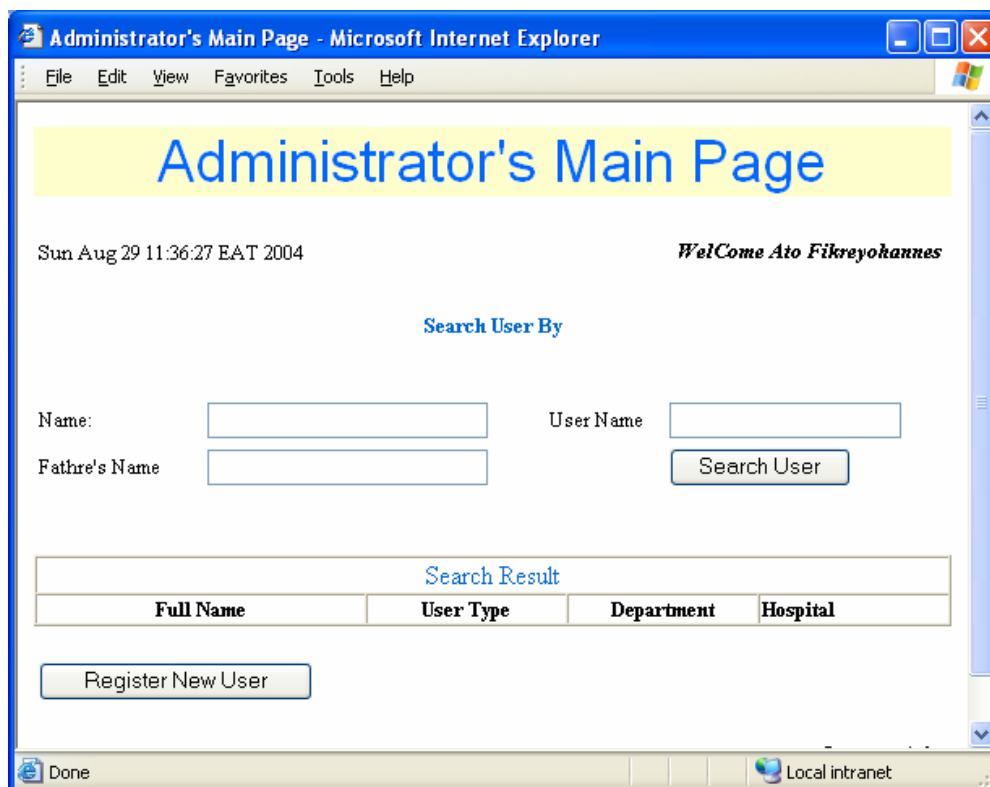 Administrator's Main Page - Microsoft Internet Explorer
File Edit View Favorites Tools Help
Administrator's Main Page
Sun Aug 29 11:36:27 EAT 2004 WelCome Ato Fikreyohannes
Search User By
Name: User Name
Fathre's Name Search User
Search Result
Full Name User Type Department Hospital
Register New User
Done Local intranet